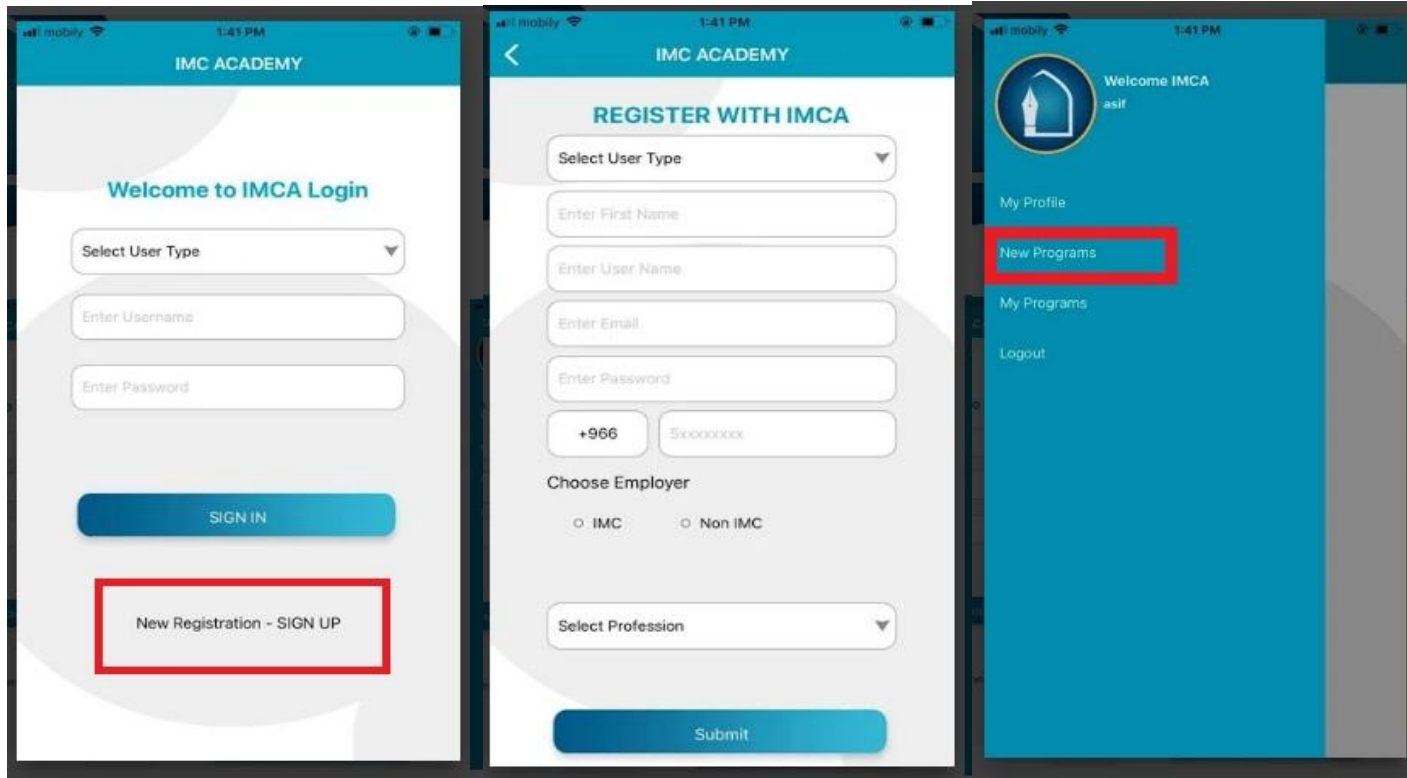 mobily 1:41 PM
IMC ACADEMY
Welcome to IMCA Login
Select User Type
Enter Username
Enter Password
SIGN IN
New Registration - SIGN UP
mobily 1:41 PM
IMC ACADEMY
REGISTER WITH IMCA
Select User Type
Enter First Name
Enter User Name
Enter Email
Enter Password
+966 5xxxxxxxx
Choose Employer
IMC Non IMC
Select Profession
Submit
mobily 1:41 PM
Welcome IMCA
asif
My Profile
New Programs
My Programs
Logout